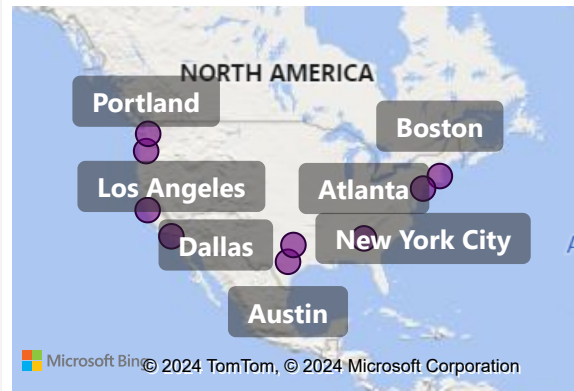 NORTH AMERICA
Portland
Boston
Los Angeles
Atlanta
Dallas
New York City
Austin
Microsoft Bing
© 2024 TomTom, © 2024 Microsoft Corporation